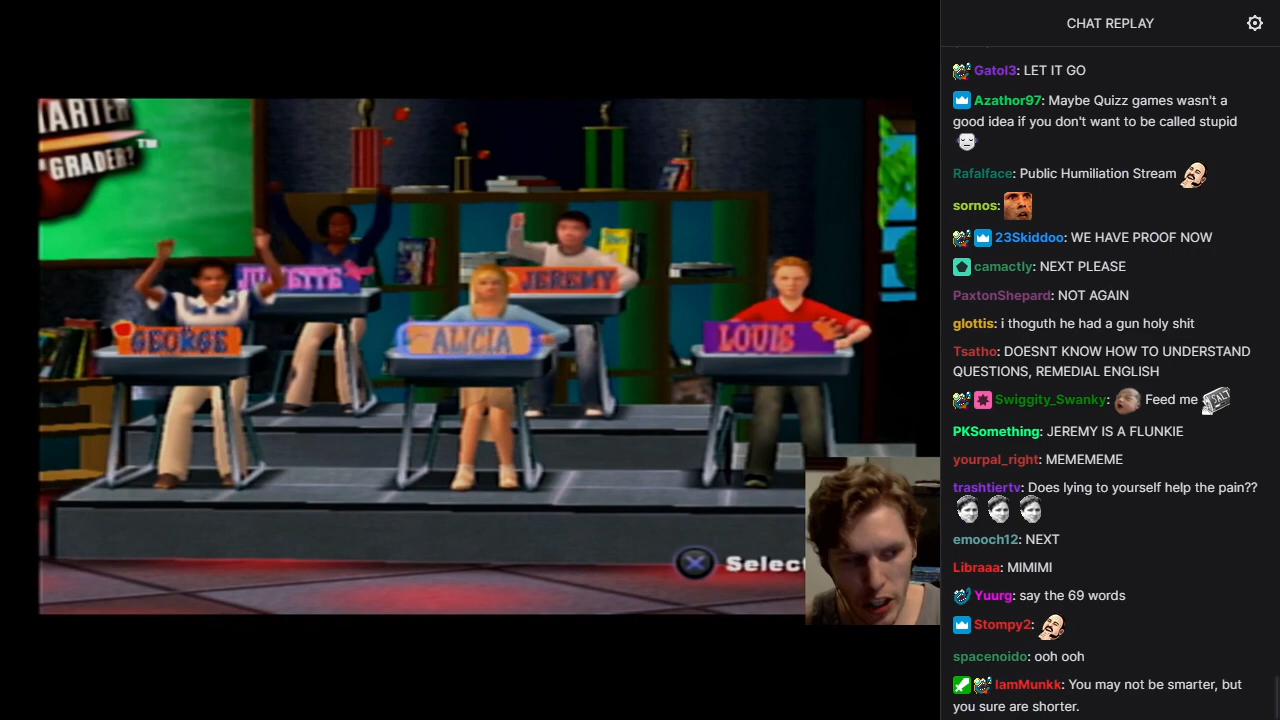 CHAT REPLAY
Gatol3: LET IT GO
Azathor97: Maybe Quizz games wasn't a
good idea if you don't want to be called stupid
Rafalface: Public Humiliation Stream
sornos:
23Skiddoo: WE HAVE PROOF NOW
camactly: NEXT PLEASE
PaxtonShepard: NOT AGAIN
glottis: i thoguth he had a gun holy shit
Tsatho: DOESNT KNOW HOW TO UNDERSTAND
QUESTIONS, REMEDIAL ENGLISH
Swiggity_Swanky: Feed me SALT
PKSomething: JEREMY IS A FLUNKIE
yourpal_right: MEMEMEME
trashtiertv: Does lying to yourself help the pain??
emooch12: NEXT
Libraaa: MIMIMI
Yuurg: say the 69 words
Stompy2:
spacenoido: ooh ooh
IamMunkk: You may not be smarter, but
you sure are shorter.
ARTER
GRADER?™
JEREMY
GEORGE
ALICIA
LOUIS
Select